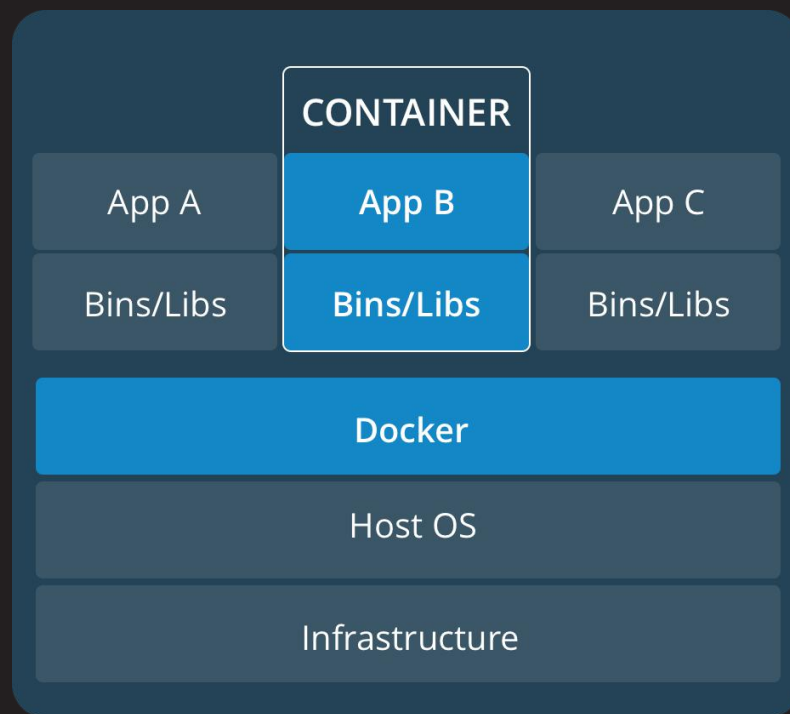 CONTAINER
App A
App B
App C
Bins/Libs
Bins/Libs
Bins/Libs
Docker
Host OS
Infrastructure